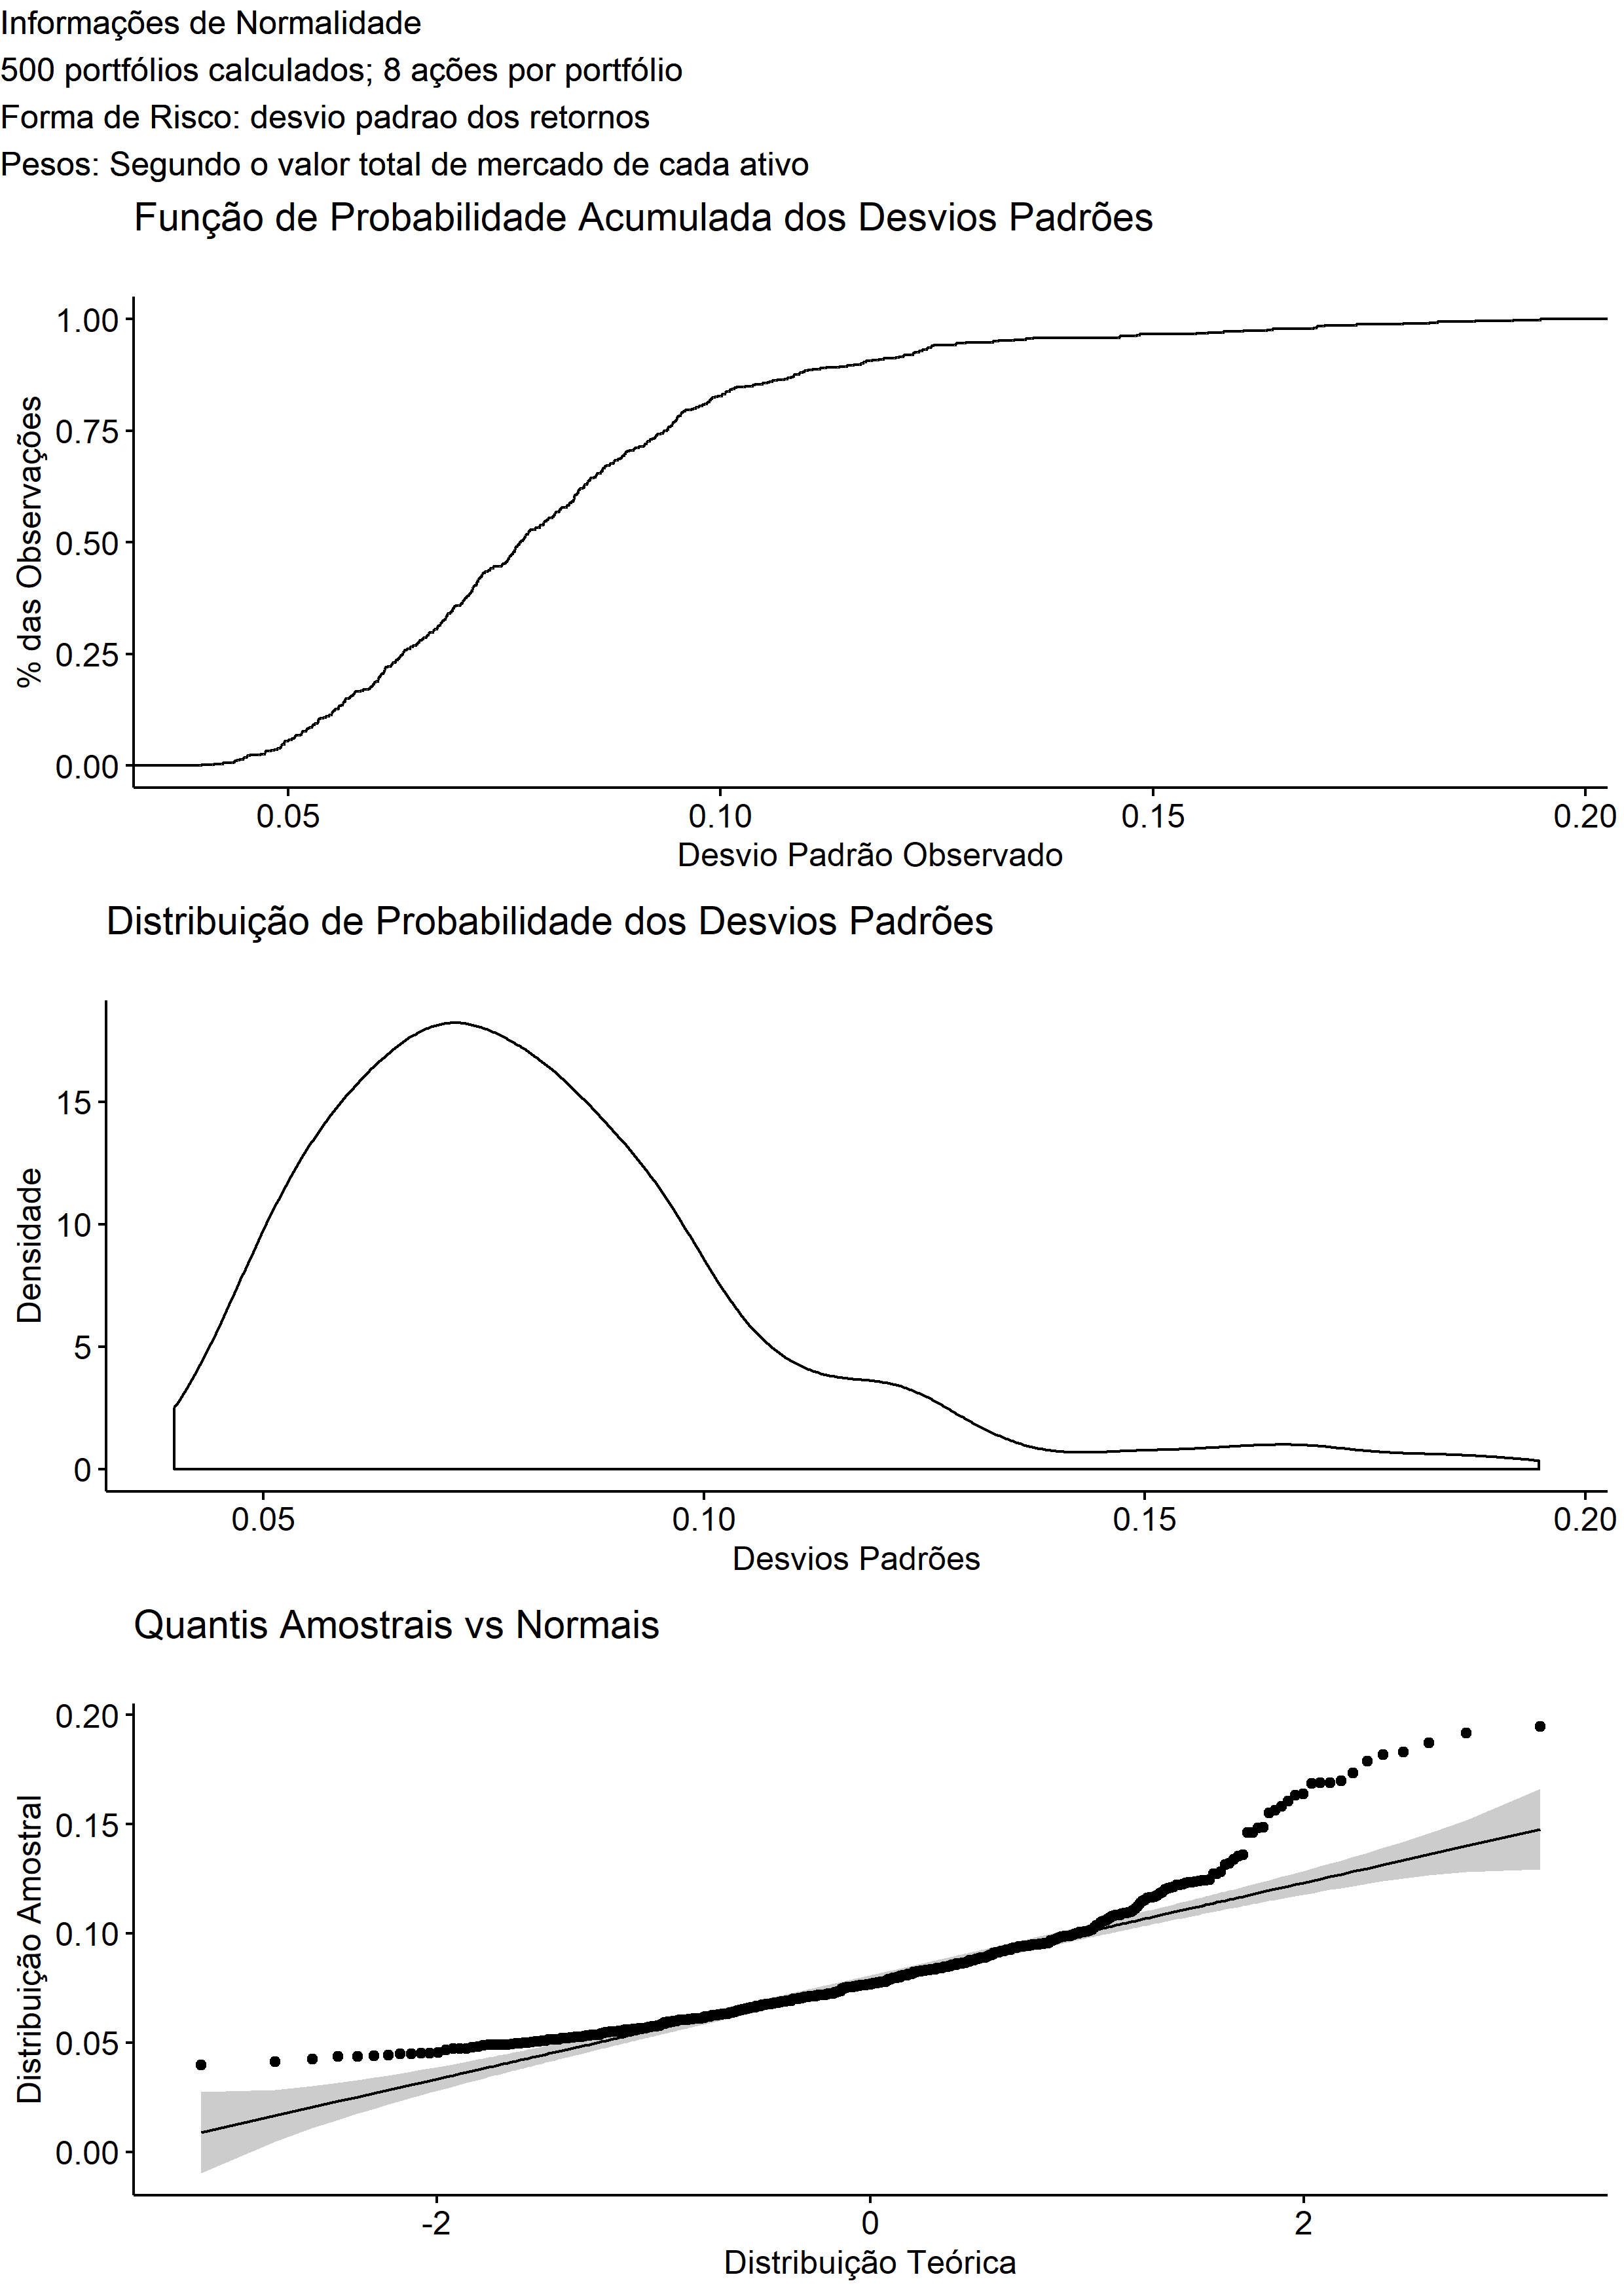 Informações de Normalidade
500 portfólios calculados; 8 ações por portfólio
Forma de Risco: desvio padrao dos retornos
Pesos: Segundo o valor total de mercado de cada ativo
Função de Probabilidade Acumulada dos Desvios Padrões
% das Observações
1.00
0.75
0.50
0.25
0.00
0.05 0.10 0.15 0.20
Desvio Padrão Observado
Distribuição de Probabilidade dos Desvios Padrões
Densidade
15
10
5
0
0.05 0.10 0.15 0.20
Desvios Padrões
Quantis Amostrais vs Normais
Distribuição Amostral
0.20
0.15
0.10
0.05
0.00
-2 0 2
Distribuição Teórica